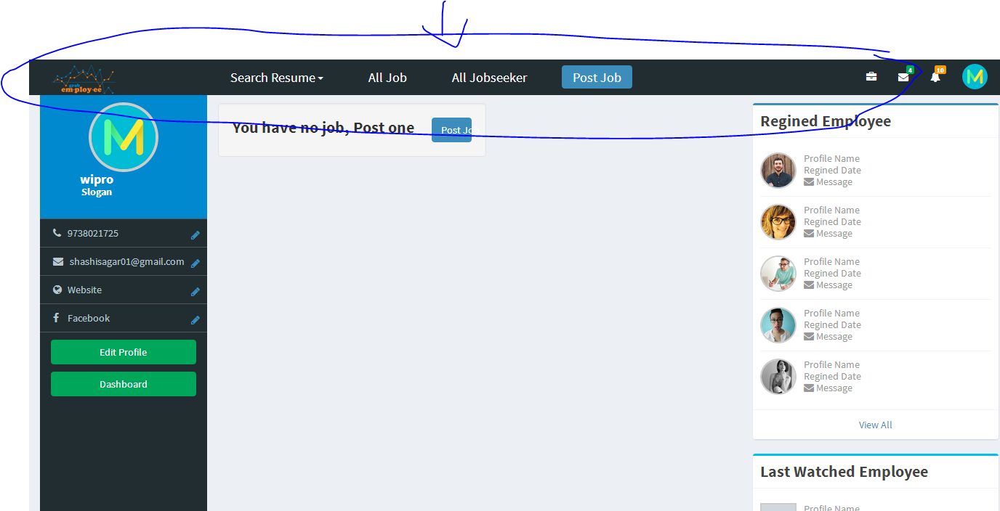 grab
em-ploy-ee
Search Resume
All Job
All Jobseeker
Post Job
4
10
M
M
wipro
Slogan
9738021725
shashisagar01@gmail.com
Website
Facebook
Edit Profile
Dashboard
You have no job, Post one
Post Job
Regined Employee
Profile Name
Regined Date
Message
Profile Name
Regined Date
Message
Profile Name
Regined Date
Message
Profile Name
Regined Date
Message
Profile Name
Regined Date
Message
View All
Last Watched Employee
Profile Name